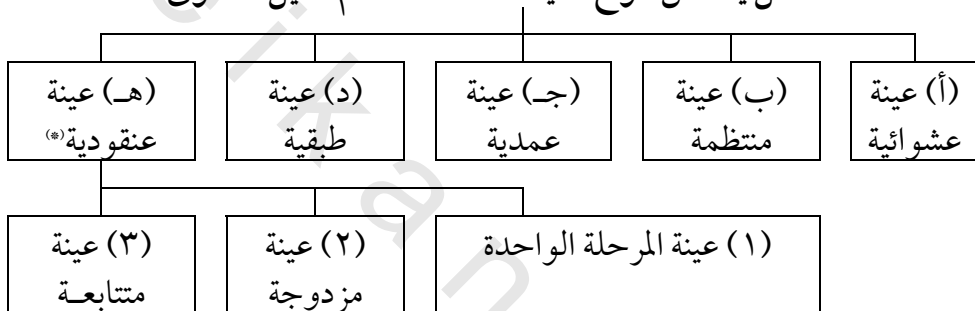 (أ) عينة
عشوائية
(ب) عينة
منتظمة
(جـ) عينة
عمدية
(د) عينة
طبقية
(هـ) عينة
عنقودية(*)
(١) عينة المرحلة الواحدة
(٢) عينة
مزدوجة
(٣) عينة
متتابعـة